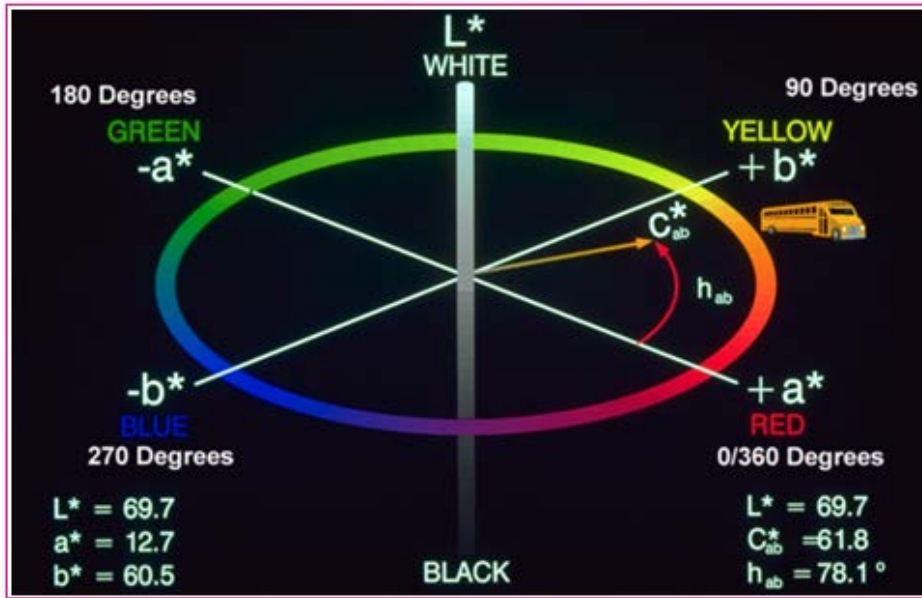 L*
WHITE
180 Degrees
GREEN
-a*
90 Degrees
YELLOW
+b*
C*ab
hab
-b*
BLUE
270 Degrees
+a*
RED
0/360 Degrees
L* = 69.7
a* = 12.7
b* = 60.5
BLACK
L* = 69.7
C*ab =61.8
hab = 78.1 °